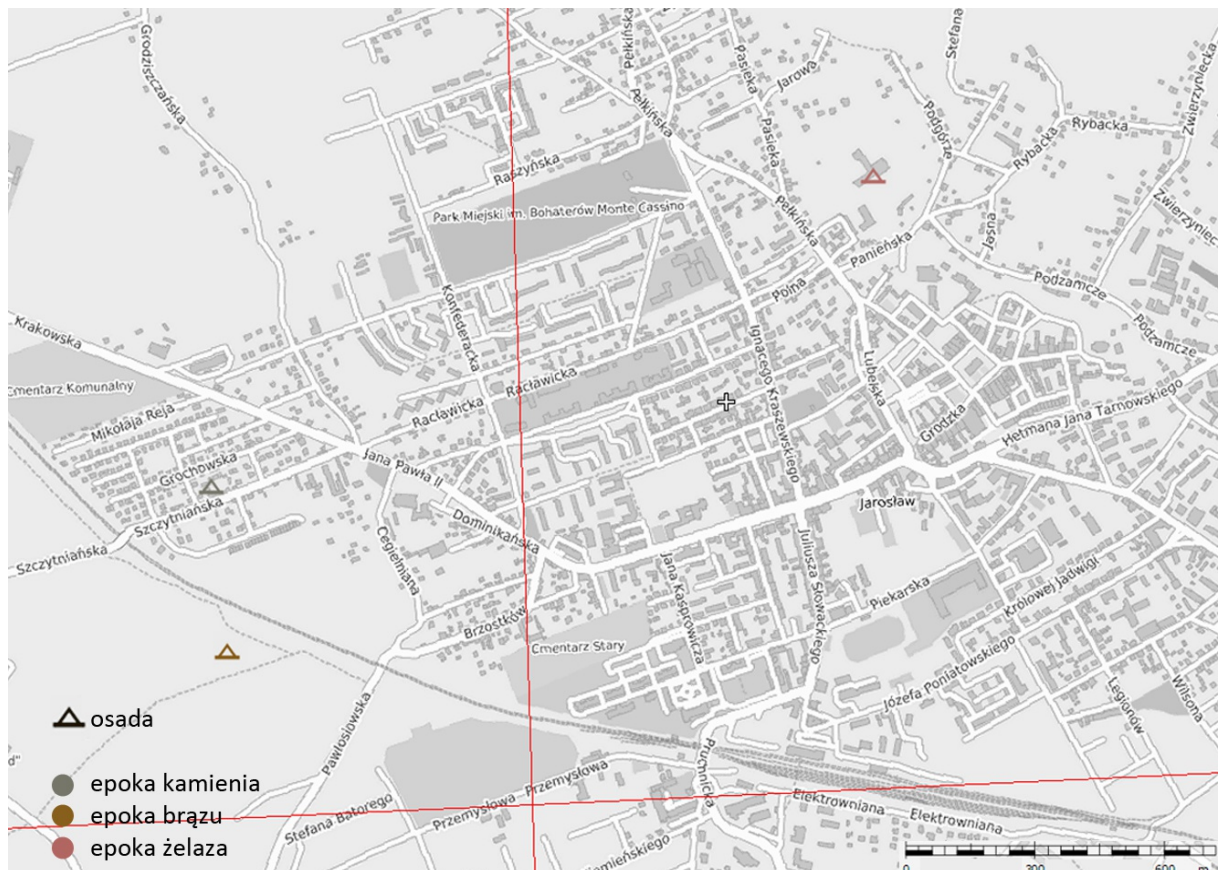 Grodziszczańska
Pełkińska
Pasieka
Stefana
Zwierzyniecka
Jarowa
Podgórze
Pełkińska
Rybacka
Rybacka
Pasieka
Raszyńska
Park Miejski im. Bohaterów Monte Cassino
Pełkińska
Panieńska
Jasna
Zwierzyniec
Podzamcze
Polna
Podzamcze
Konfederacka
Krakowska
Ignacego Kraszewskiego
Lubelska
Cmentarz Komunalny
Racławicka
Racławicka
Mikołaja Reja
Grodzka
Hetmana Jana Tarnowskiego
Grochowska
Jana Pawła II
Szczytniańska
Dominikańska
Jarosław
Szczytniańska
Cegielniana
Jana Kasprowicza
Juliusza Słowackiego
Piekarska
Królowej Jadwigi
Brzostków
Cmentarz Stary
Józefa Poniatowskiego
Legionów
Wilsona
Pawłosiowska
osada
Pruchnicka
d"
epoka kamienia
epoka brązu
epoka żelaza
Stefana Batorego
Przemysłowa
Przemysłowa
Elektrowniana
Elektrowniana
emieńskiego
0 300 600 m